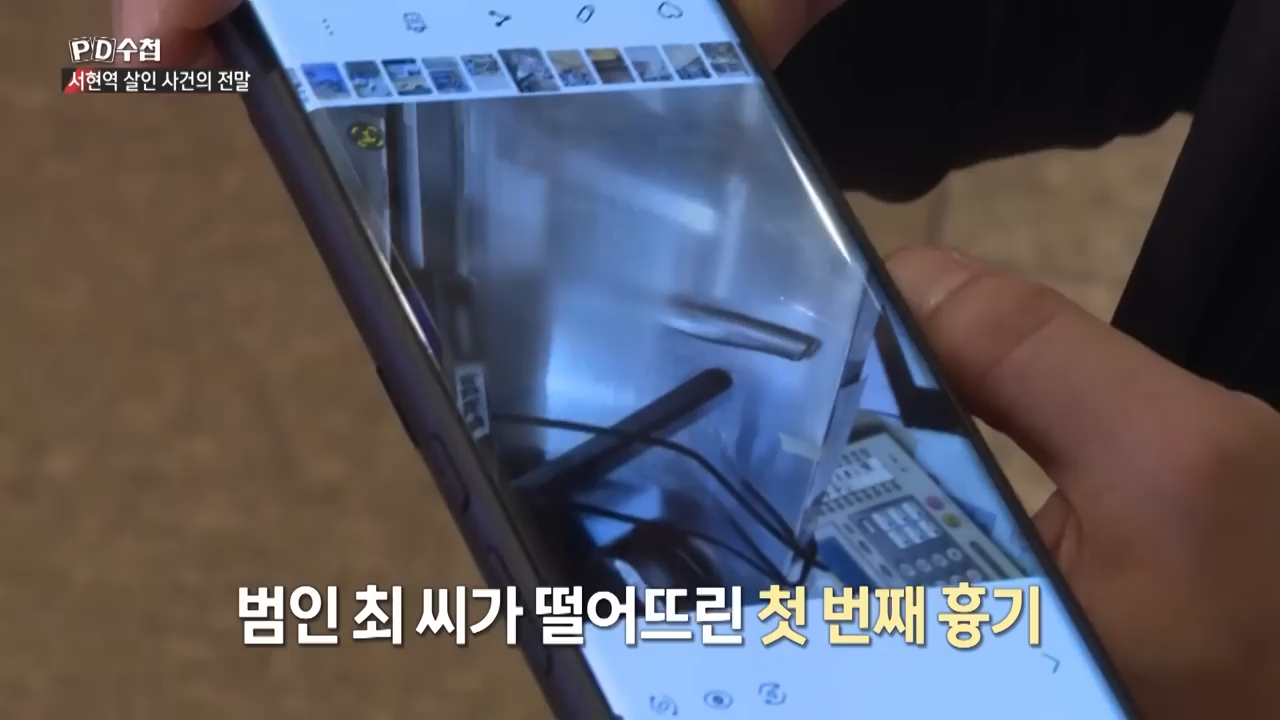 PD수첩
서현역 살인 사건의 전말
범인 최 씨가 떨어뜨린 첫 번째 흉기